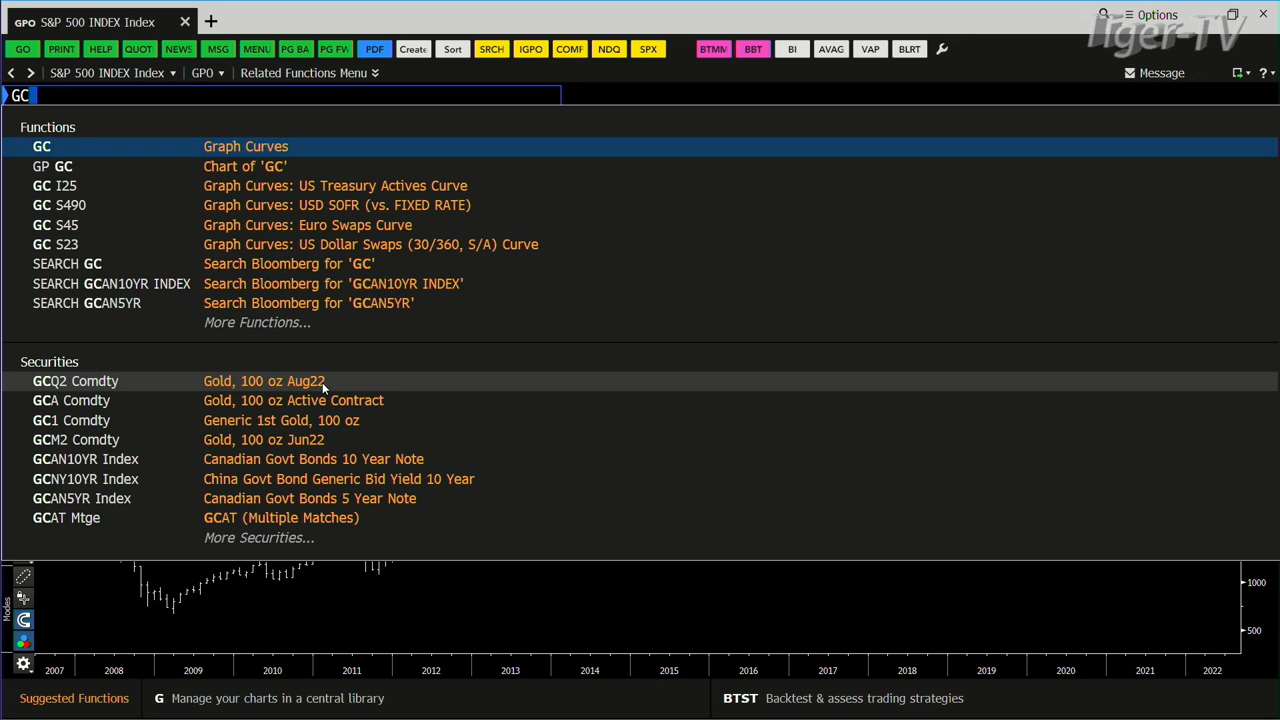 GPO S&P 500 INDEX Index
Options
Tiger-TV
GO PRINT HELP QUOT NEWS MSG MENU PG BA PG FW PDF Create Sort SRCH IGPO COMF NDQ SPX BTMM BBT BI AVAG VAP BLRT
S&P 500 INDEX Index GPO Related Functions Menu Message ?
GC
Functions
GC Graph Curves
GP GC Chart of 'GC'
GC I25 Graph Curves: US Treasury Actives Curve
GC S490 Graph Curves: USD SOFR (vs. FIXED RATE)
GC S45 Graph Curves: Euro Swaps Curve
GC S23 Graph Curves: US Dollar Swaps (30/360, S/A) Curve
SEARCH GC Search Bloomberg for 'GC'
SEARCH GCAN10YR INDEX Search Bloomberg for 'GCAN10YR INDEX'
SEARCH GCAN5YR Search Bloomberg for 'GCAN5YR'
More Functions...
Securities
GCQ2 Comdty Gold, 100 oz Aug22
GCA Comdty Gold, 100 oz Active Contract
GC1 Comdty Generic 1st Gold, 100 oz
GCM2 Comdty Gold, 100 oz Jun22
GCAN10YR Index Canadian Govt Bonds 10 Year Note
GCNY10YR Index China Govt Bond Generic Bid Yield 10 Year
GCAN5YR Index Canadian Govt Bonds 5 Year Note
GCAT Mtge GCAT (Multiple Matches)
More Securities...
1000
Modes
500
2007 2008 2009 2010 2011 2012 2013 2014 2015 2016 2017 2018 2019 2020 2021 2022
Suggested Functions G Manage your charts in a central library BTST Backtest & assess trading strategies